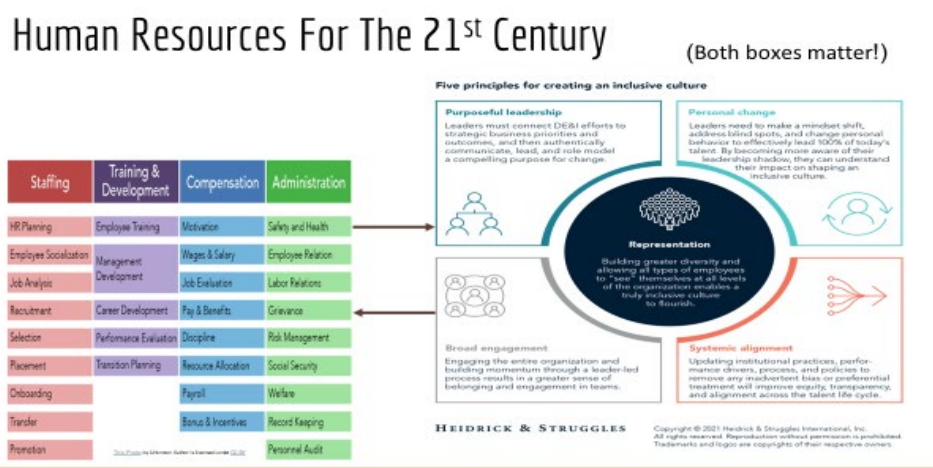 Human Resources For The 21st Century
(Both boxes matter!)
Staffing
HR Planning
Employee Socialization
Job Analysis
Recruitment
Selection
Placement
Onboarding
Transfer
Promotion
Training &
Development
Employee Training
Management
Development
Career Development
Performance Evaluation
Transition Planning
Compensation
Motivation
Wages & Salary
Job Evaluation
Pay & Benefits
Discipline
Resource Allocation
Payroll
Bonus & Incentives
Administration
Safety and Health
Employee Relation
Labor Relations
Grievance
Risk Management
Social Security
Welfare
Record Keeping
Personnel Audit
This Photo by Unknown Author is licensed under
Five principles for creating an inclusive culture
Purposeful leadership
Leaders must connect DE&I efforts to
strategic business priorities and
outcomes, and then authentically
communicate, lead, and role model
a compelling purpose for change.
Personal change
Leaders need to make a mindset shift,
address blind spots, and change personal
behavior to effectively lead 100% of today's
talent. By becoming more aware of their
leadership shadow, they can understand
their impact on shaping an
inclusive culture.
Representation
Building greater diversity and
allowing all types of employees
to "see" themselves at all levels
of the organization enables a
truly inclusive culture
to flourish.
Broad engagement
Engaging the entire organization and
building momentum through a leader-led
process results in a greater sense of
belonging and engagement in teams.
Systemic alignment
Updating institutional practices, perfor-
mance drivers, process, and policies to
remove any inadvertent bias or preferential
treatment will improve equity, transparency,
and alignment across the talent life cycle.
HEIDRICK & STRUGGLES
Copyright © 2021 Heidrick & Struggles International, Inc.
All rights reserved. Reproduction without permission is prohibited.
Trademarks and logos are copyrights of their respective owners.